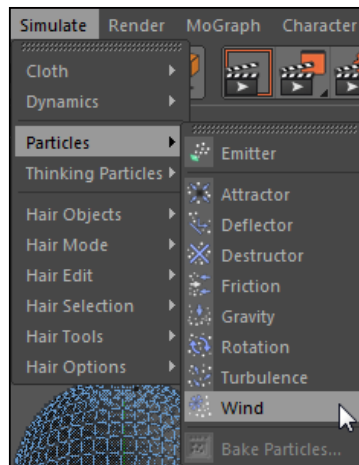 Simulate Render MoGraph Character
Cloth
Dynamics
Particles
Thinking Particles
Hair Objects
Hair Mode
Hair Edit
Hair Selection
Hair Tools
Hair Options
Emitter
Attractor
Deflector
Destructor
Friction
Gravity
Rotation
Turbulence
Wind
Bake Particles...